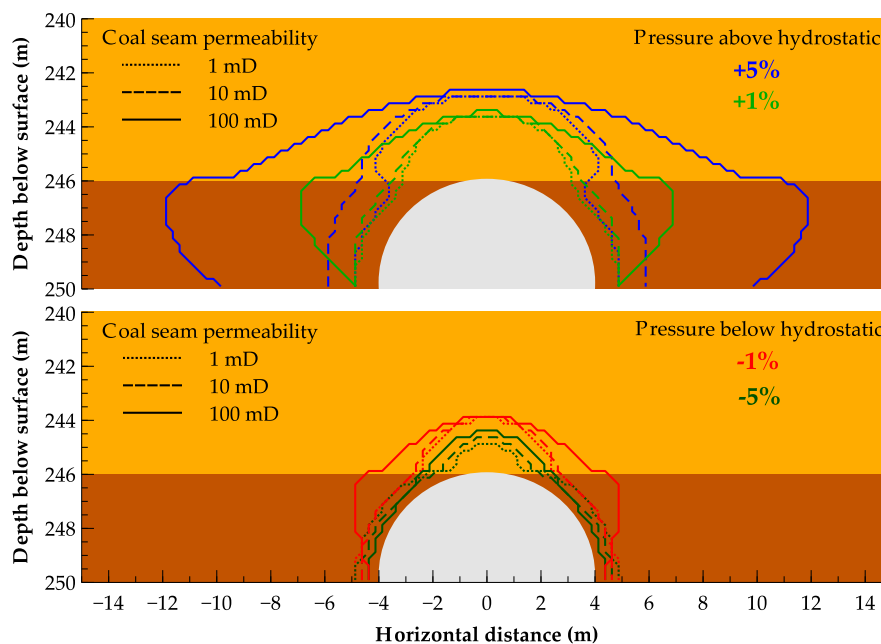 240
242
244
246
248
250
Depth below surface (m)
Coal seam permeability
1 mD
10 mD
100 mD
Pressure above hydrostatic
+5%
+1%
240
242
244
246
248
250
Depth below surface (m)
Coal seam permeability
1 mD
10 mD
100 mD
Pressure below hydrostatic
-1%
-5%
−14 −12 −10 −8 −6 −4 −2 0 2 4 6 8 10 12 14
Horizontal distance (m)